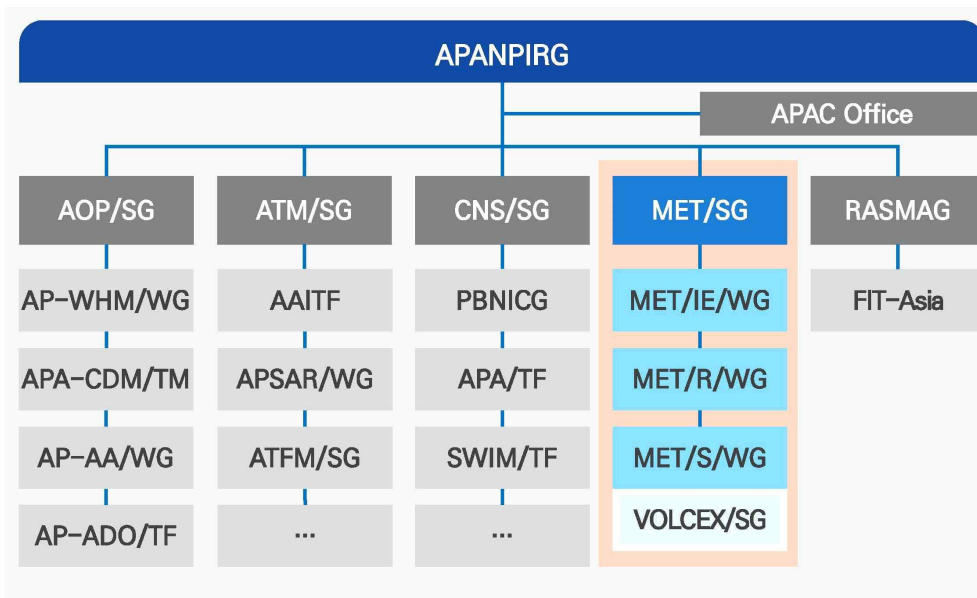 APANPIRG
APAC Office
AOP/SG
ATM/SG
CNS/SG
MET/SG
RASMAG
AP-WHM/WG
AAITF
PBNICG
MET/IE/WG
FIT-Asia
APA-CDM/TM
APSAR/WG
APA/TF
MET/R/WG
AP-AA/WG
ATFM/SG
SWIM/TF
MET/S/WG
AP-ADO/TF
...
...
VOLCEX/SG